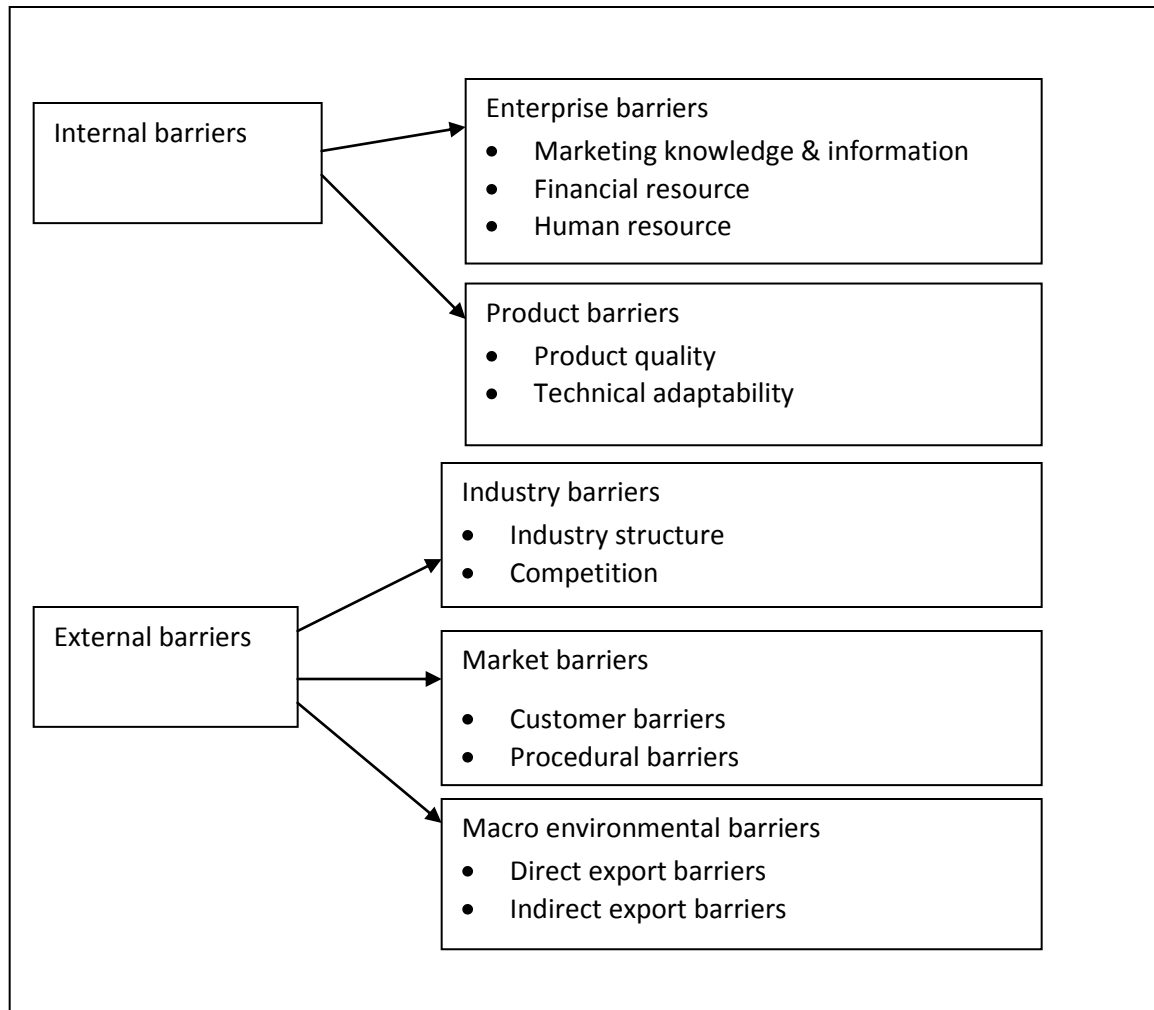 Internal barriers
Enterprise barriers
• Marketing knowledge & information
• Financial resource
• Human resource
Product barriers
• Product quality
• Technical adaptability
External barriers
Industry barriers
• Industry structure
• Competition
Market barriers
• Customer barriers
• Procedural barriers
Macro environmental barriers
• Direct export barriers
• Indirect export barriers